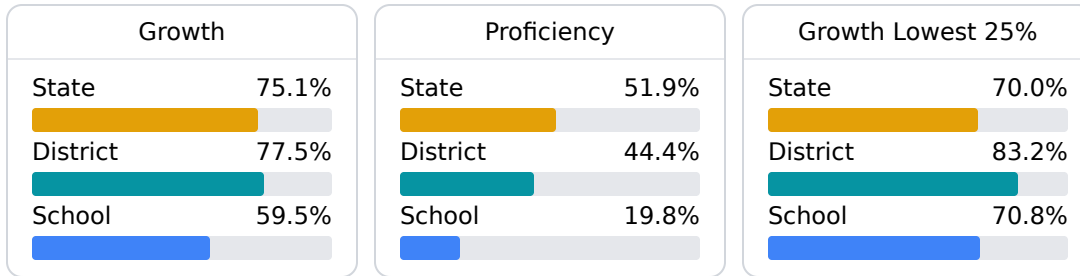 Growth
State 75.1%
District 77.5%
School 59.5%
Proficiency
State 51.9%
District 44.4%
School 19.8%
Growth Lowest 25%
State 70.0%
District 83.2%
School 70.8%